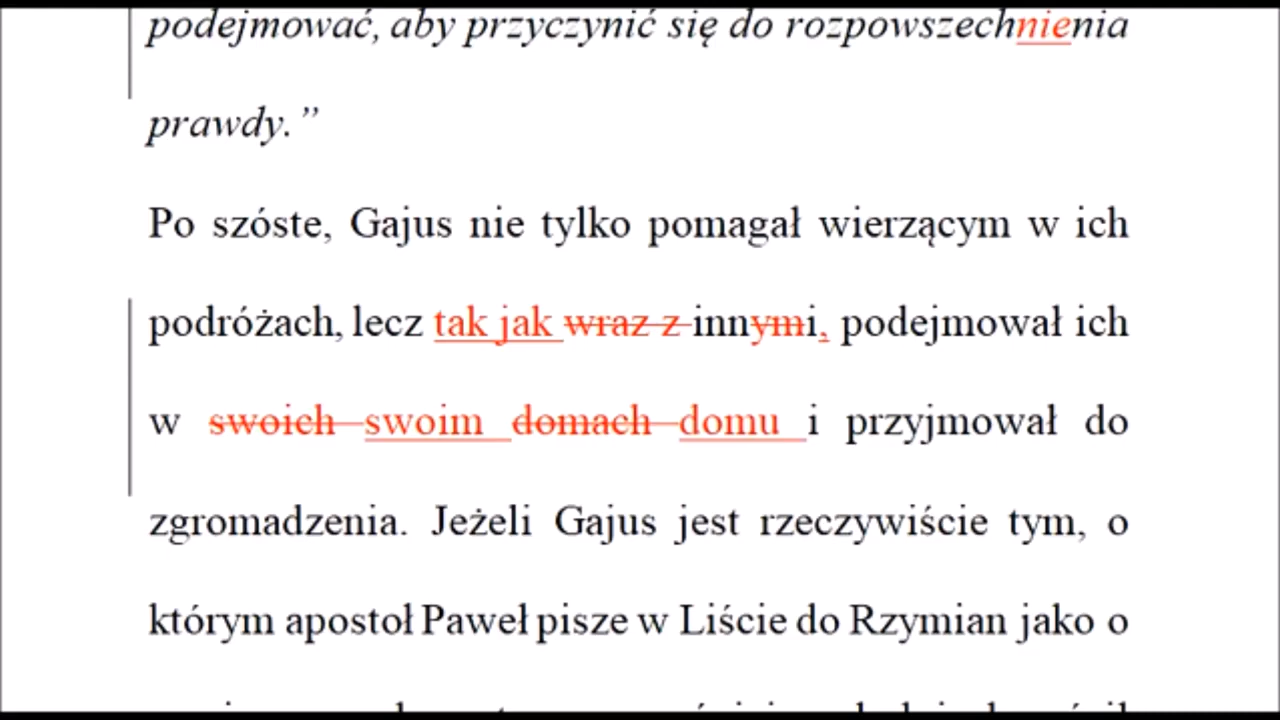 podejmować, aby przyczynić się do rozpowszechnienia
prawdy.”
Po szóste, Gajus nie tylko pomagał wierzącym w ich
podróżach, lecz tak jak wraz z innymi, podejmował ich
w swoich swoim domach domu i przyjmował do
zgromadzenia. Jeżeli Gajus jest rzeczywiście tym, o
którym apostoł Paweł pisze w Liście do Rzymian jako o